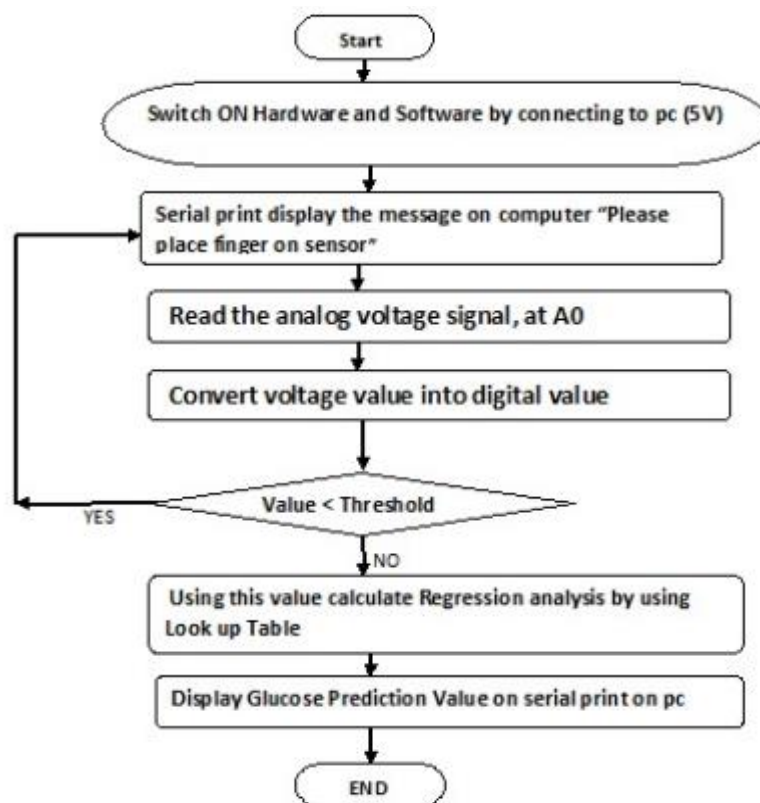 Start
Switch ON Hardware and Software by connecting to pc (5V)
Serial print display the message on computer “Please
place finger on sensor”
Read the analog voltage signal, at A0
Convert voltage value into digital value
Value < Threshold
YES
NO
Using this value calculate Regression analysis by using
Look up Table
Display Glucose Prediction Value on serial print on pc
END